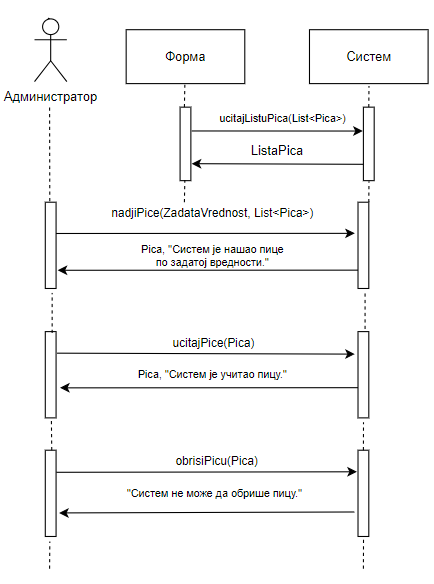 Форма
Систем
Администратор
ucitajListuPica(List<Pica>)
ListaPica
nadjiPice(ZadataVrednost, List<Pica>)
Pica, "Систем је нашао пице
по задатој вредности."
ucitajPice(Pica)
Pica, "Систем је учитао пицу."
obrisiPicu(Pica)
"Систем не може да обрише пицу."